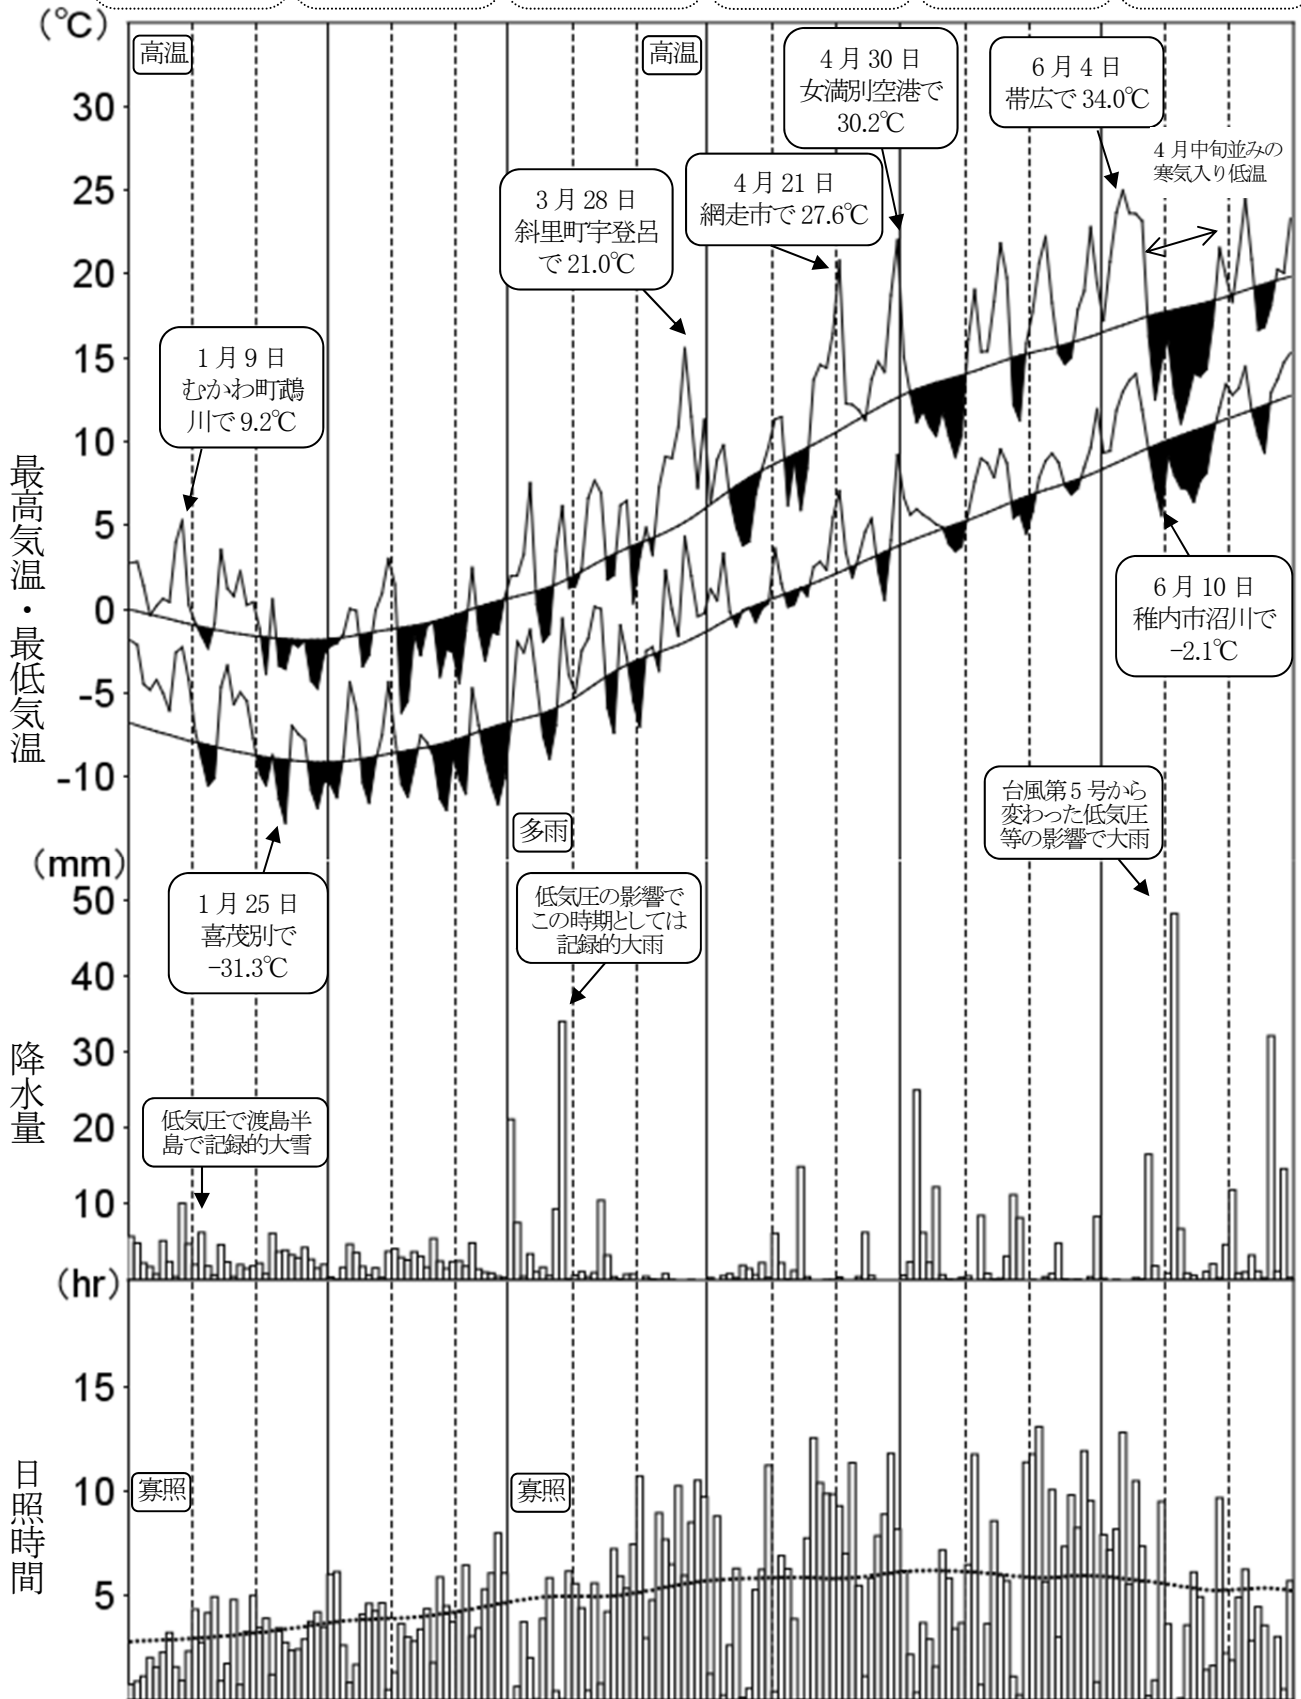 (℃)
高温
高温
4月30日
女満別空港で
30.2℃
6月4日
帯広で34.0℃
4月中旬並みの
寒気入り低温
3月28日
斜里町宇登呂
で21.0℃
4月21日
網走市で27.6℃
1月9日
むかわ町鵡
川で9.2℃
30
25
20
15
10
5
0
-5
-10
最高気温・最低気温
6月10日
稚内市沼川で
-2.1℃
多雨
台風第5号から
変わった低気圧
等の影響で大雨
(mm)
1月25日
喜茂別で
-31.3℃
低気圧の影響で
この時期としては
記録的大雨
50
40
30
20
10
降水量
低気圧で渡島半
島で記録的大雪
(hr)
15
10
5
日照時間
寡照
寡照